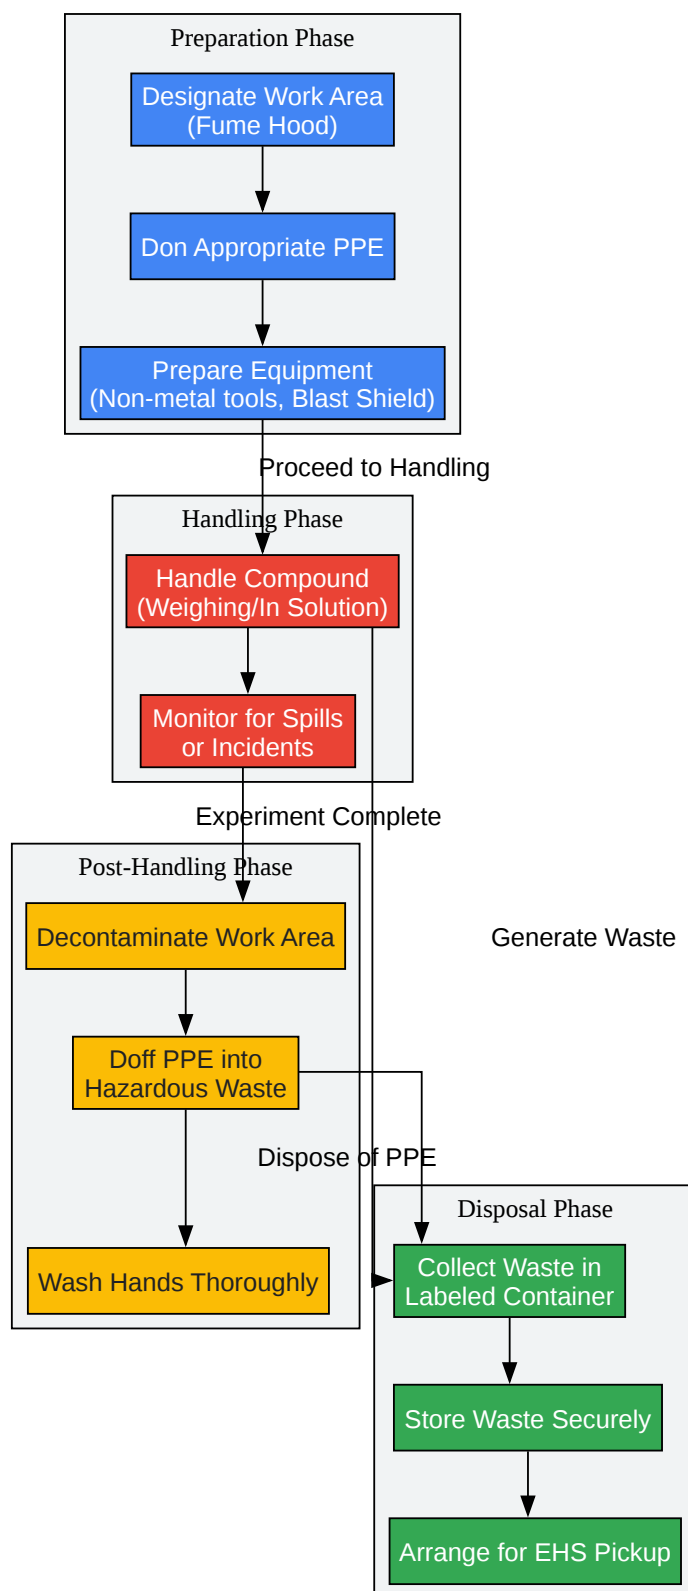 Preparation Phase
Designate Work Area
(Fume Hood)
Don Appropriate PPE
Prepare Equipment
(Non-metal tools, Blast Shield)
Proceed to Handling
Handling Phase
Handle Compound
(Weighing/In Solution)
Monitor for Spills
or Incidents
Experiment Complete
Post-Handling Phase
Decontaminate Work Area
Generate Waste
Doff PPE into
Hazardous Waste
Dispose of PPE
Disposal Phase
Wash Hands Thoroughly
Collect Waste in
Labeled Container
Store Waste Securely
Arrange for EHS Pickup